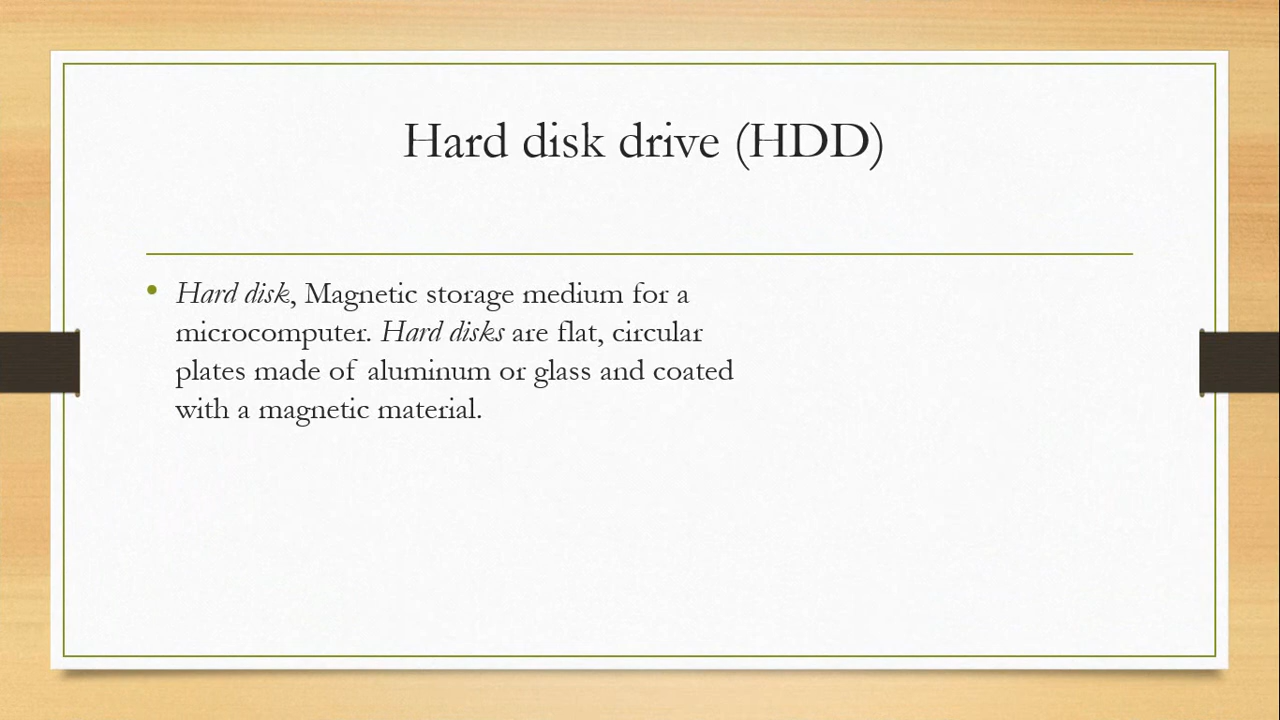 Hard disk drive (HDD)
• Hard disk, Magnetic storage medium for a
microcomputer. Hard disks are flat, circular
plates made of aluminum or glass and coated
with a magnetic material.